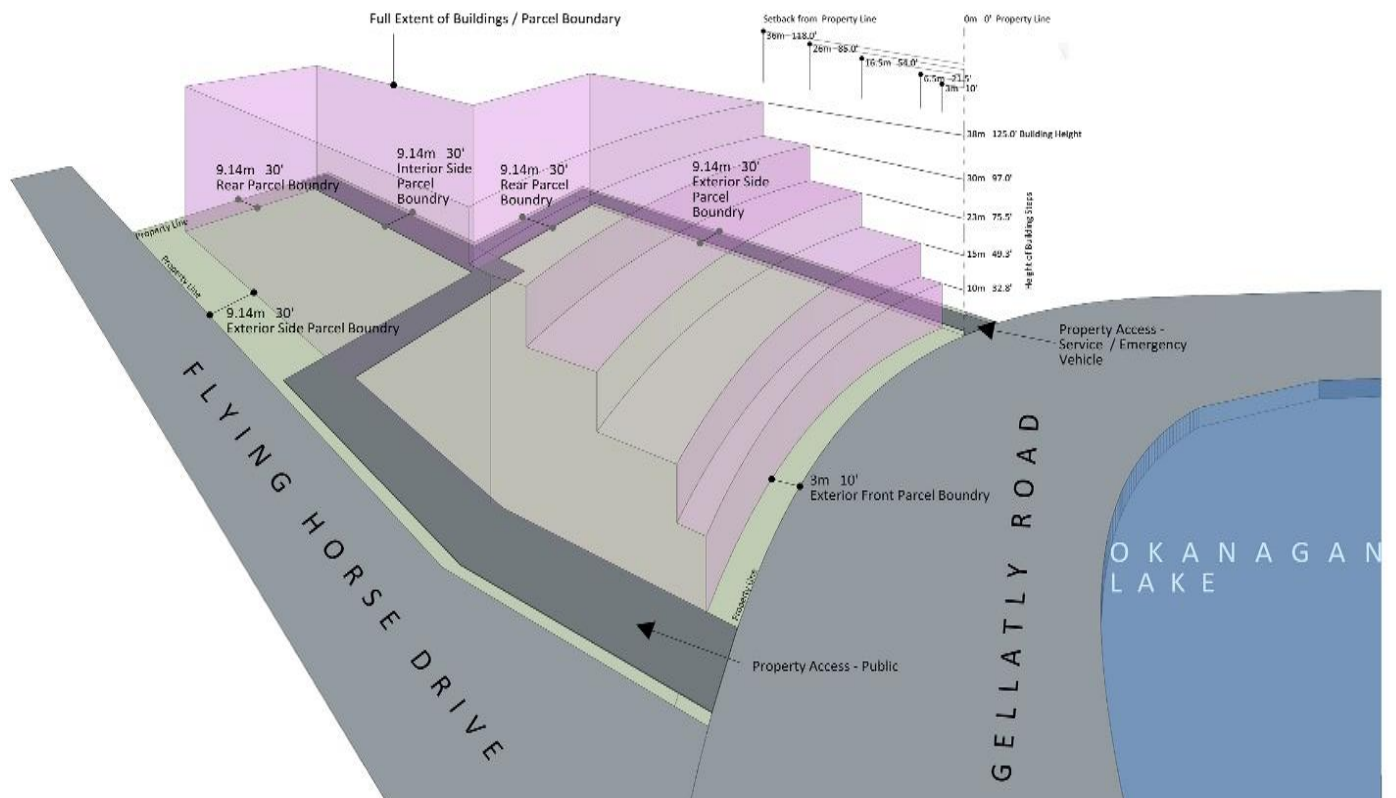 Full Extent of Buildings / Parcel Boundary
Setback from Property Line
0m 0' Property Line
36m 118.0'
26m 85.0'
16.5m 54.0'
6.5m 21.5'
3m 10'
38m 125.0' Building Height
30m 97.0'
23m 75.5'
15m 49.3'
10m 32.8'
Height of Building Steps
9.14m 30'
Rear Parcel Boundry
9.14m 30'
Interior Side
Parcel
Boundry
9.14m 30'
Rear Parcel
Boundry
9.14m 30'
Exterior Side
Parcel
Boundry
Property Line
Property Line
9.14m 30'
Exterior Side Parcel Boundry
Property Access -
Service / Emergency
Vehicle
3m 10'
Exterior Front Parcel Boundry
Property Line
Property Access - Public
FLYING HORSE DRIVE
GELLATLY ROAD
OKANAGAN
LAKE